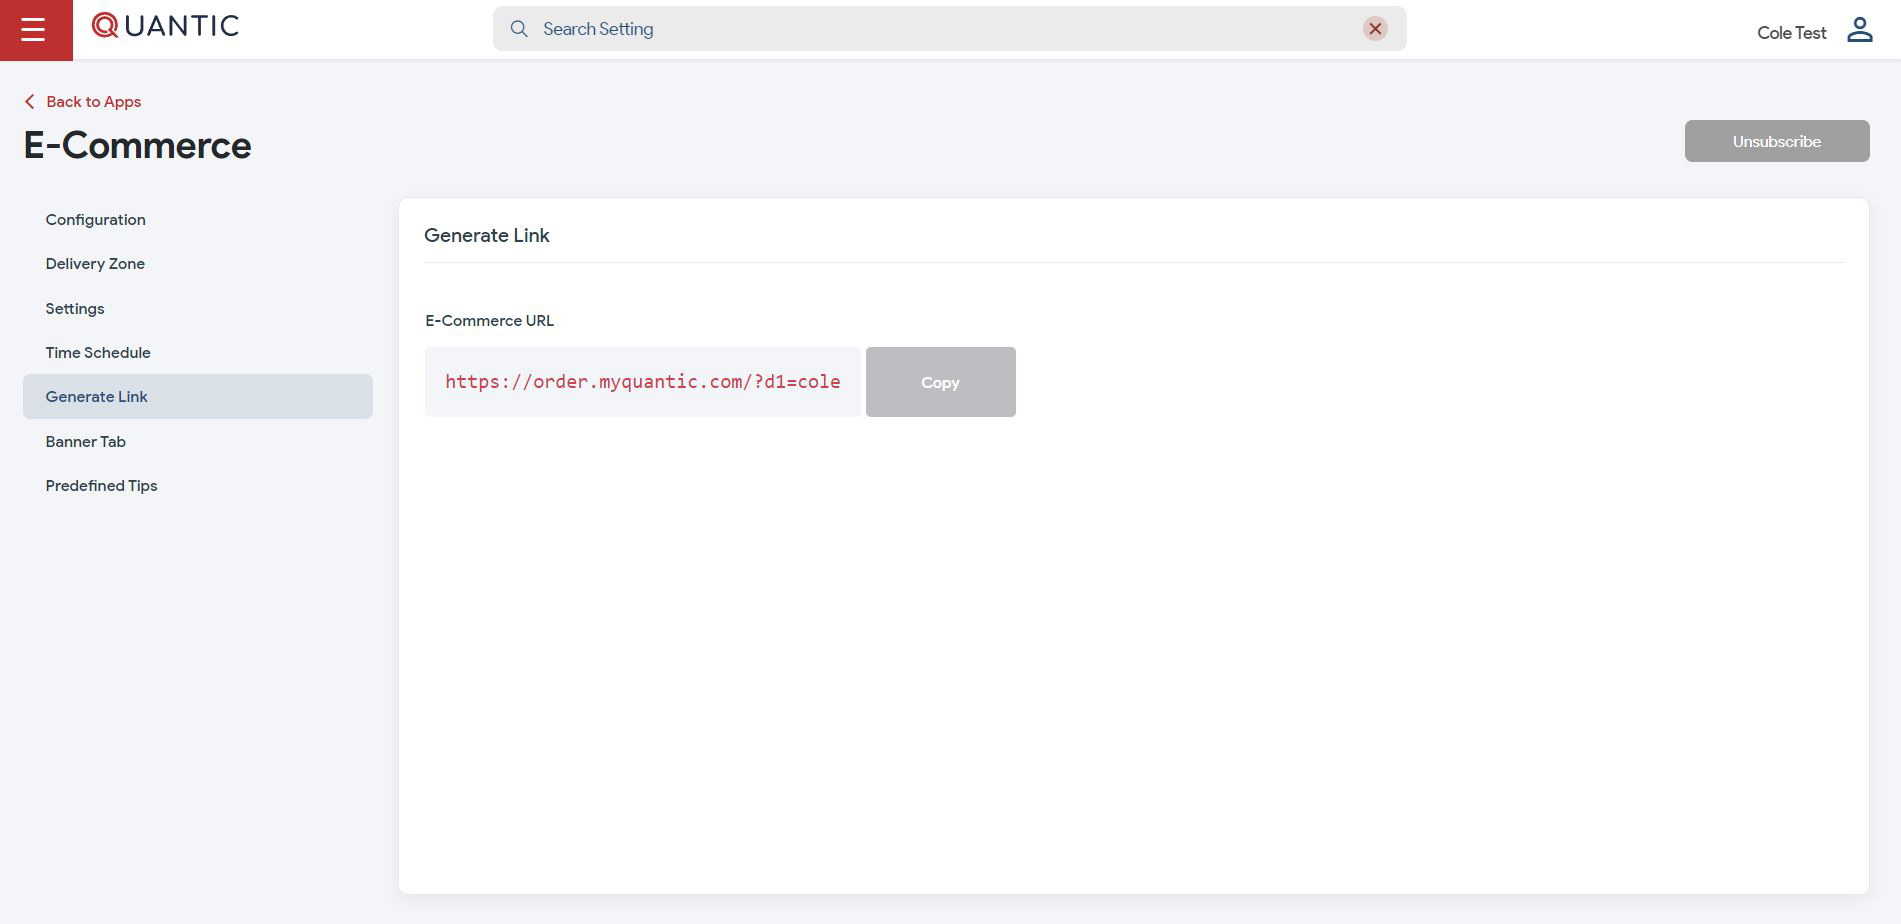 QUANTIC
Search Setting
Cole Test
Back to Apps
E-Commerce
Unsubscribe
Configuration
Delivery Zone
Settings
Time Schedule
Generate Link
Banner Tab
Predefined Tips
Generate Link
E-Commerce URL
https://order.myquantic.com/?d1=cole
Copy